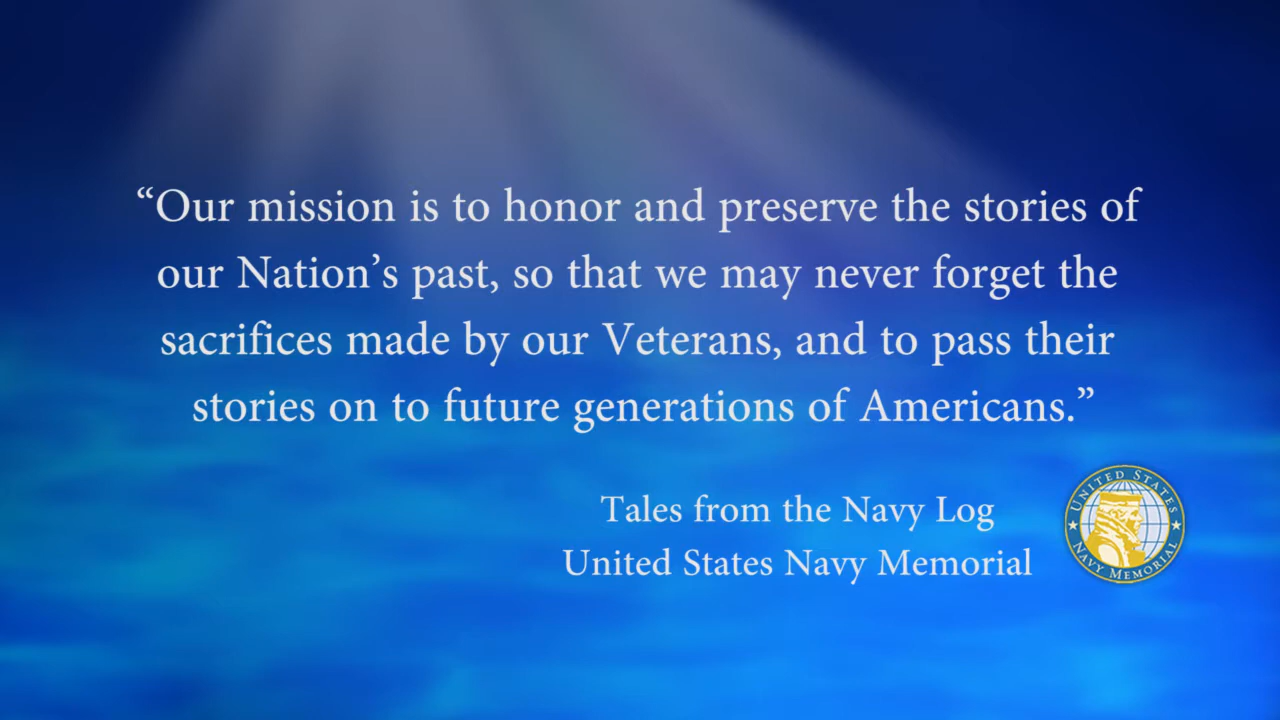 “Our mission is to honor and preserve the stories of
our Nation’s past, so that we may never forget the
sacrifices made by our Veterans, and to pass their
stories on to future generations of Americans.”
Tales from the Navy Log
United States Navy Memorial
UNITED STATES
NAVY MEMORIAL